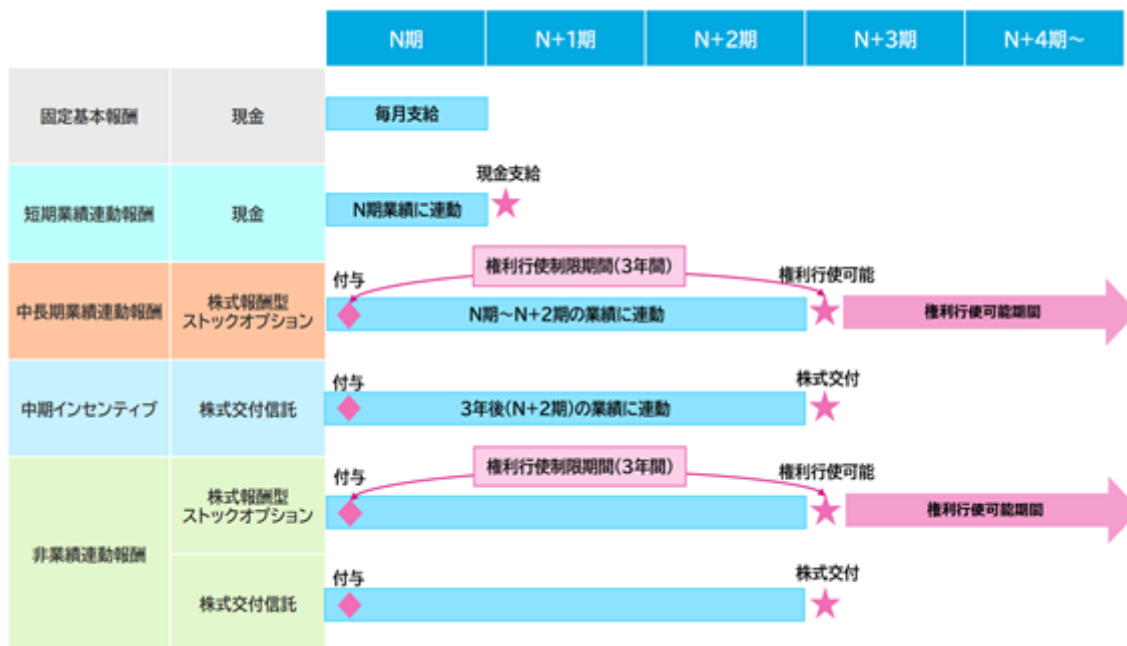 N期
N+1期
N+2期
N+3期
N+4期~
固定基本報酬
現金
毎月支給
現金支給
短期業績連動報酬
現金
N期業績に連動
付与
権利行使制限期間(3年間)
権利行使可能
中長期業績連動報酬
株式報酬型
ストックオプション
N期~N+2期の業績に連動
権利行使可能期間
付与
株式交付
中期インセンティブ
株式交付信託
3年後(N+2期)の業績に連動
付与
権利行使制限期間(3年間)
権利行使可能
非業績連動報酬
株式報酬型
ストックオプション
権利行使可能期間
付与
株式交付
株式交付信託